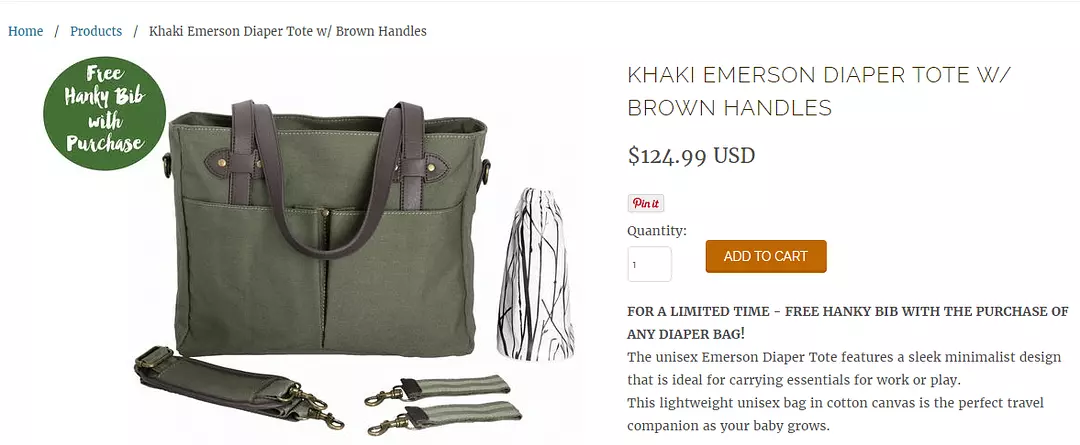 Home / Products / Khaki Emerson Diaper Tote w/ Brown Handles
Free
Hanky Bib
with
Purchase
KHAKI EMERSON DIAPER TOTE W/
BROWN HANDLES
$124.99 USD
Pin it
Quantity:
1
ADD TO CART
FOR A LIMITED TIME - FREE HANKY BIB WITH THE PURCHASE OF
ANY DIAPER BAG!
The unisex Emerson Diaper Tote features a sleek minimalist design
that is ideal for carrying essentials for work or play.
This lightweight unisex bag in cotton canvas is the perfect travel
companion as your baby grows.